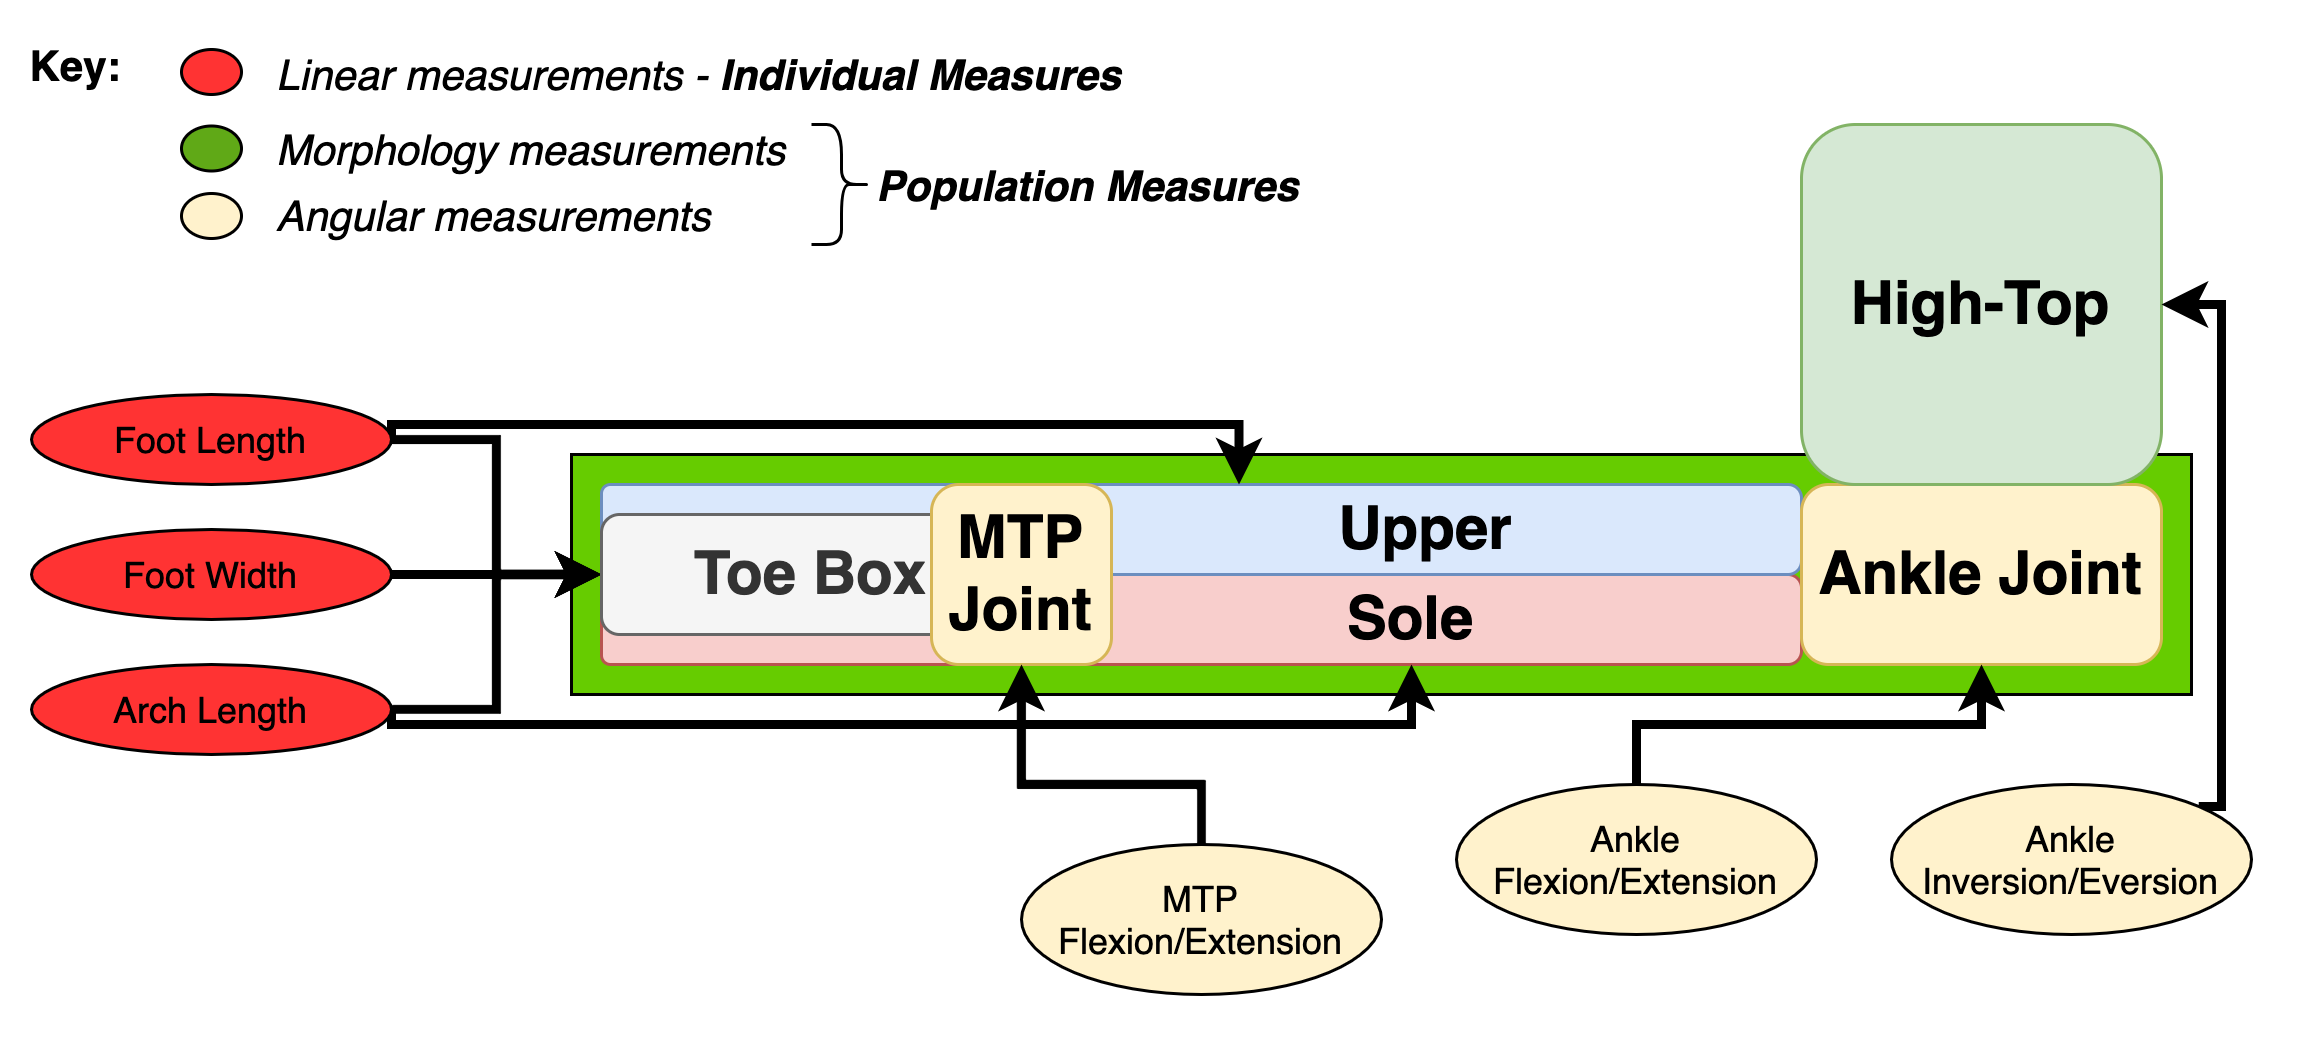 Key:
Linear measurements - Individual Measures
Morphology measurements
Population Measures
Angular measurements
High-Top
Foot Length
Foot Width
Arch Length
Toe Box
MTP
Joint
Upper
Sole
Ankle Joint
MTP
Flexion/Extension
Ankle
Flexion/Extension
Ankle
Inversion/Eversion